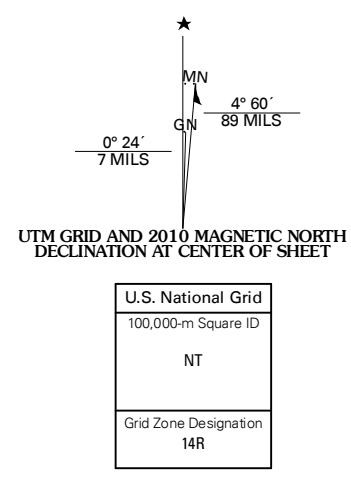 MN
4° 60´
89 MILS
GN
0° 24´
7 MILS
UTM GRID AND 2010 MAGNETIC NORTH
DECLINATION AT CENTER OF SHEET
U.S. National Grid
100,000-m Square ID
NT
Grid Zone Designation
14R